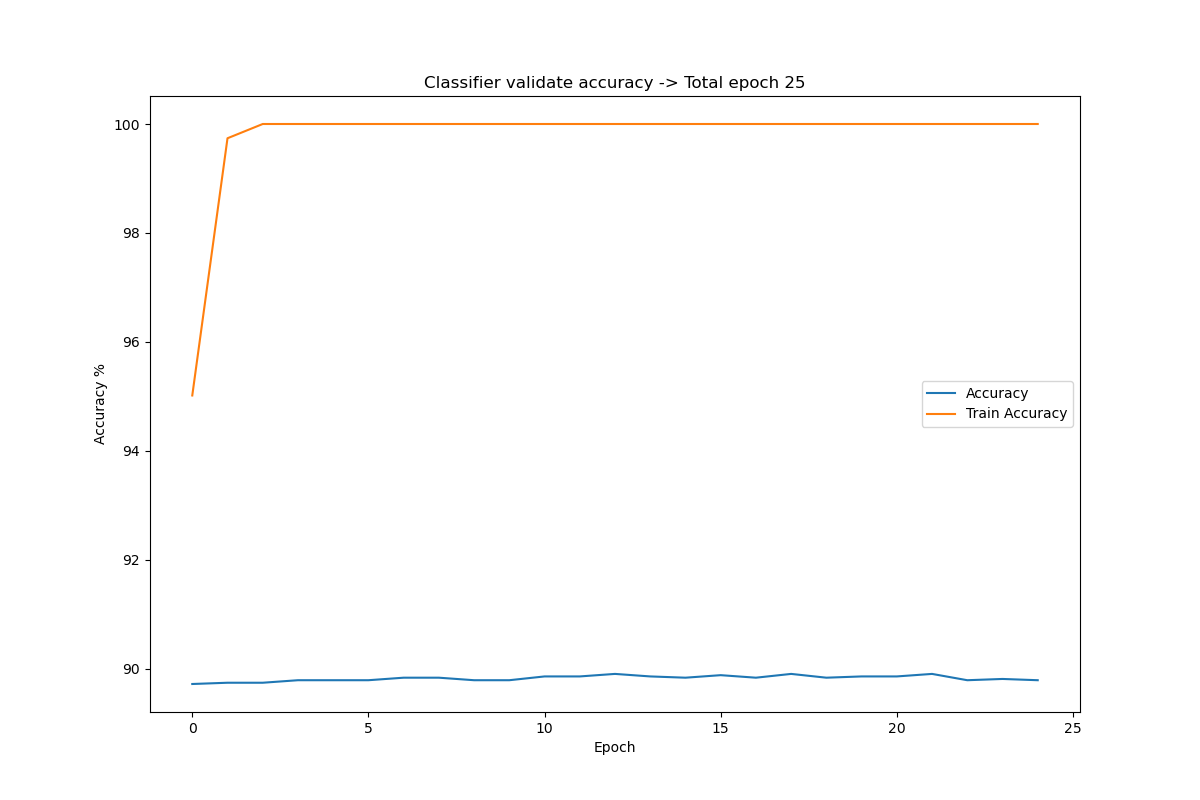 Classifier validate accuracy -> Total epoch 25
100
98
96
94
92
90
Accuracy %
Accuracy
Train Accuracy
0 5 10 15 20 25
Epoch